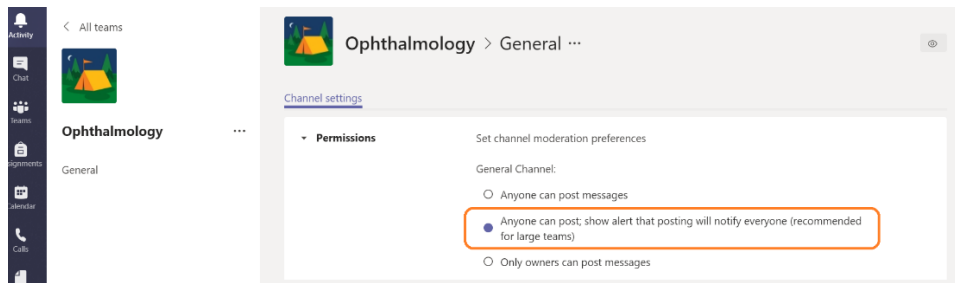 Activity
Chat
Teams
signments
Calendar
Calls
All teams
Ophthalmology ...
General
Ophthalmology > General ...
Channel settings
Permissions
Set channel moderation preferences
General Channel:
Anyone can post messages
Anyone can post; show alert that posting will notify everyone (recommended
for large teams)
Only owners can post messages